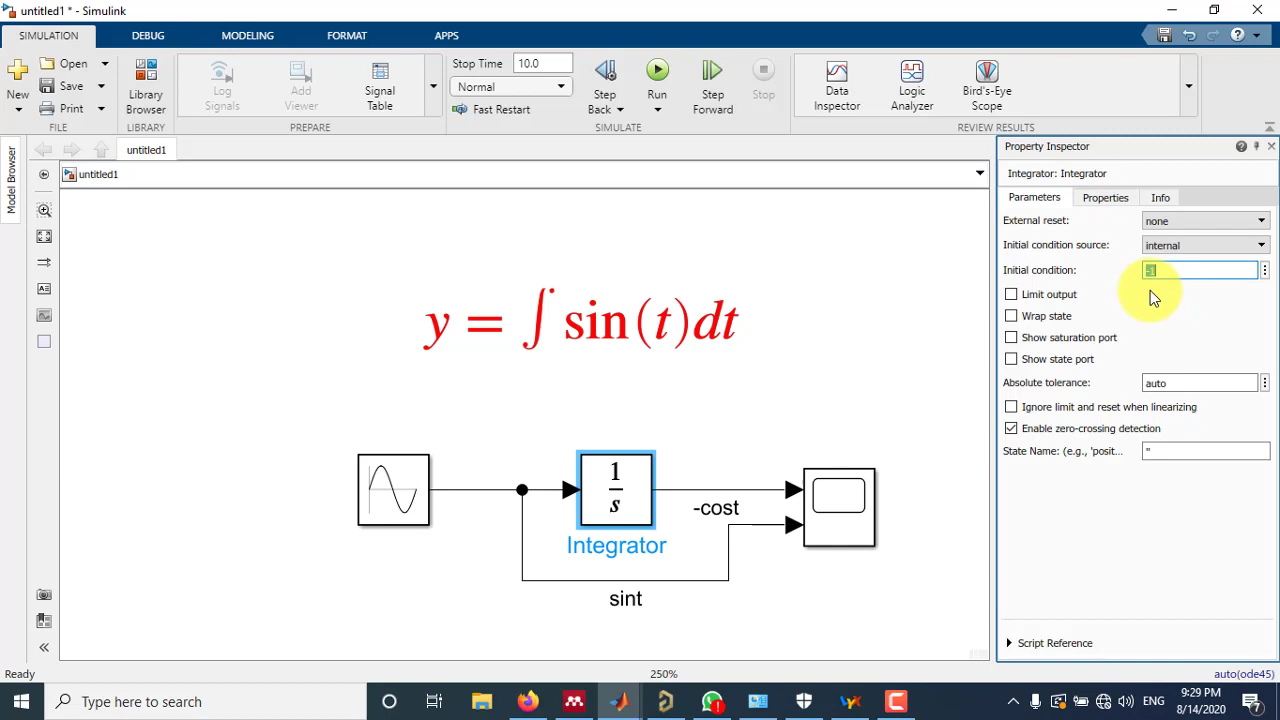 untitled1 * - Simulink
SIMULATION DEBUG MODELING FORMAT APPS
New
Open
Save
Print
FILE
Library Browser
LIBRARY
Log Signals
Add Viewer
Signal Table
PREPARE
Stop Time 10.0
Normal
Fast Restart
Step Back
Run
Step Forward
Stop
SIMULATE
Data Inspector
Logic Analyzer
Bird's-Eye Scope
REVIEW RESULTS
Model Browser
untitled1
untitled1
y = ∫ sin(t)dt
1
s
-cost
Integrator
sint
Property Inspector
Integrator: Integrator
Parameters Properties Info
External reset: none
Initial condition source: internal
Initial condition: -1
Limit output
Wrap state
Show saturation port
Show state port
Absolute tolerance: auto
Ignore limit and reset when linearizing
Enable zero-crossing detection
State Name: (e.g., 'posit... ''
Script Reference
Ready 250% auto(ode45)
Type here to search
ENG
9:29 PM
8/14/2020